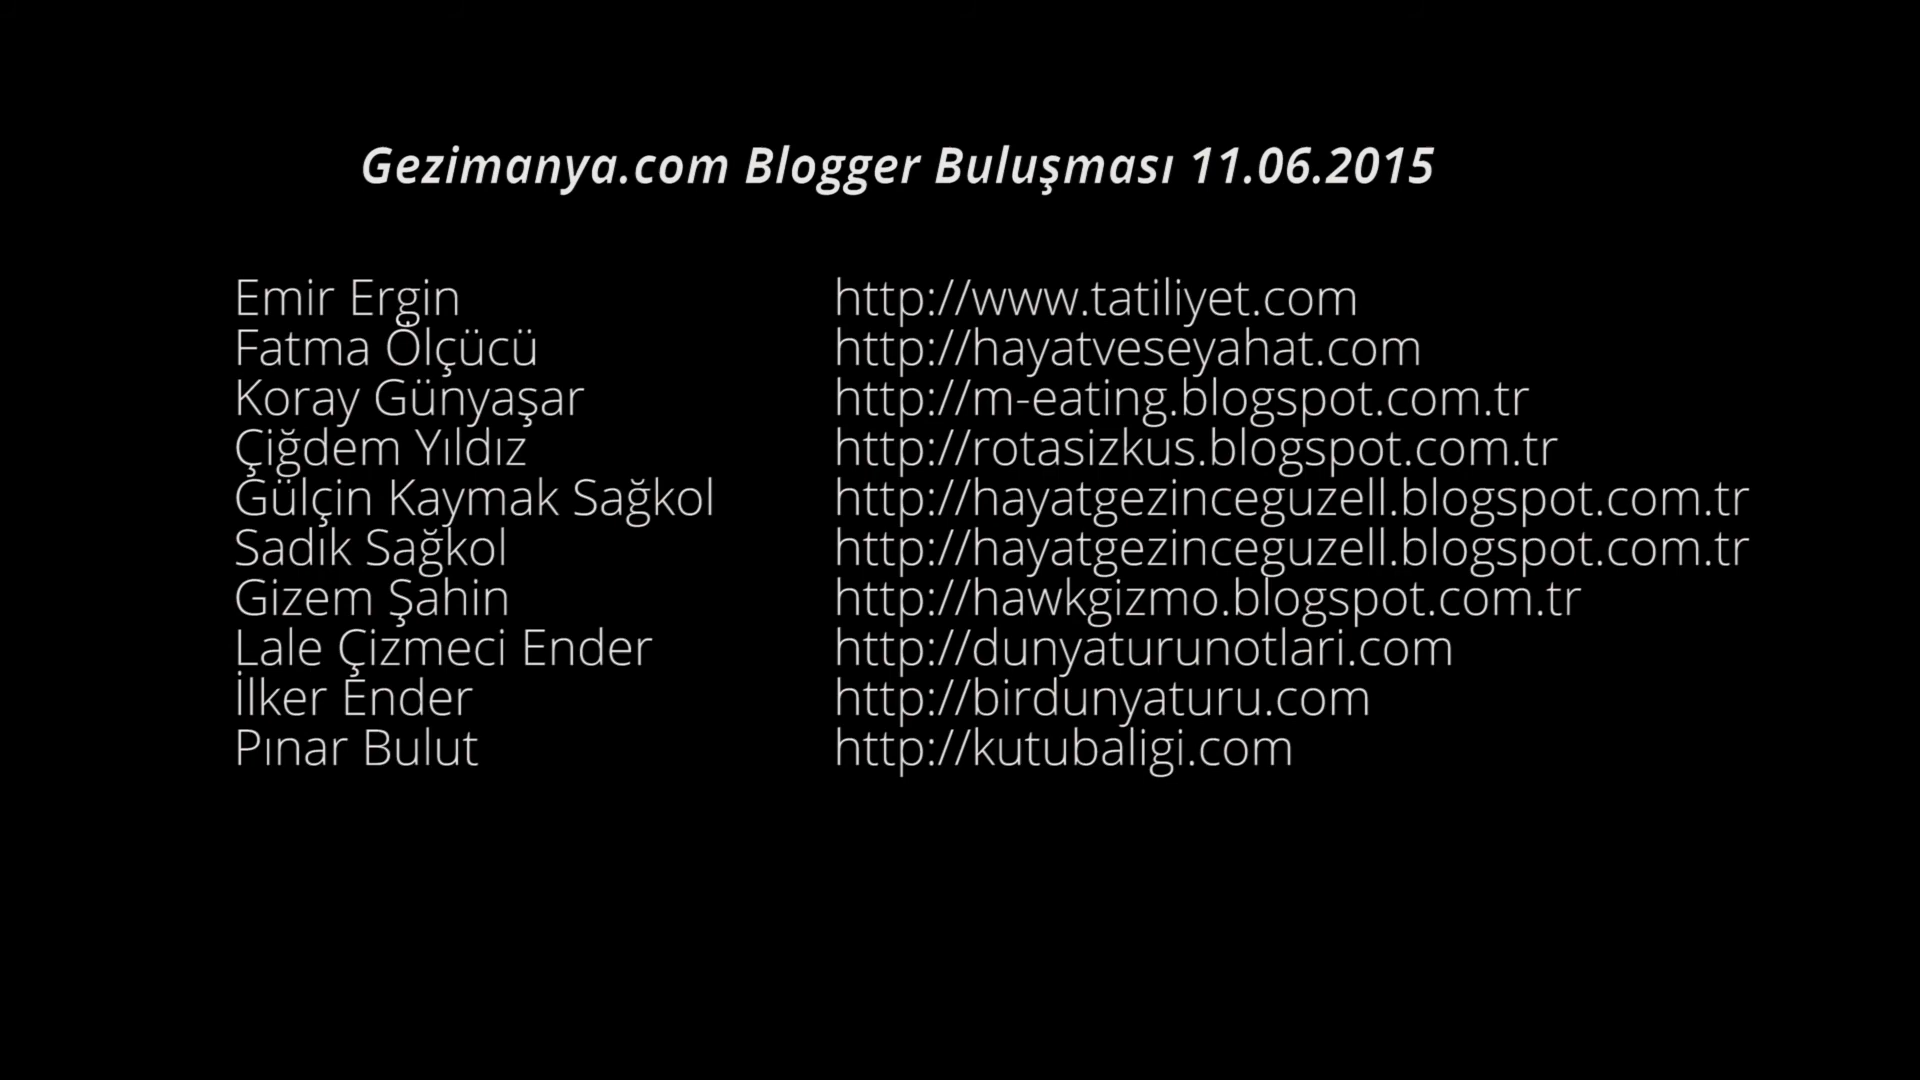 Gezimanya.com Blogger Buluşması 11.06.2015
Emir Ergin http://www.tatiliyet.com
Fatma Ölçücü http://hayatveseyahat.com
Koray Günyaşar http://m-eating.blogspot.com.tr
Çiğdem Yıldız http://rotasizkus.blogspot.com.tr
Gülçin Kaymak Sağkol http://hayatgezinceguzell.blogspot.com.tr
Sadık Sağkol http://hayatgezinceguzell.blogspot.com.tr
Gizem Şahin http://hawkgizmo.blogspot.com.tr
Lale Çizmeci Ender http://dunyaturunotlari.com
İlker Ender http://birdunyaturu.com
Pınar Bulut http://kutubaligi.com